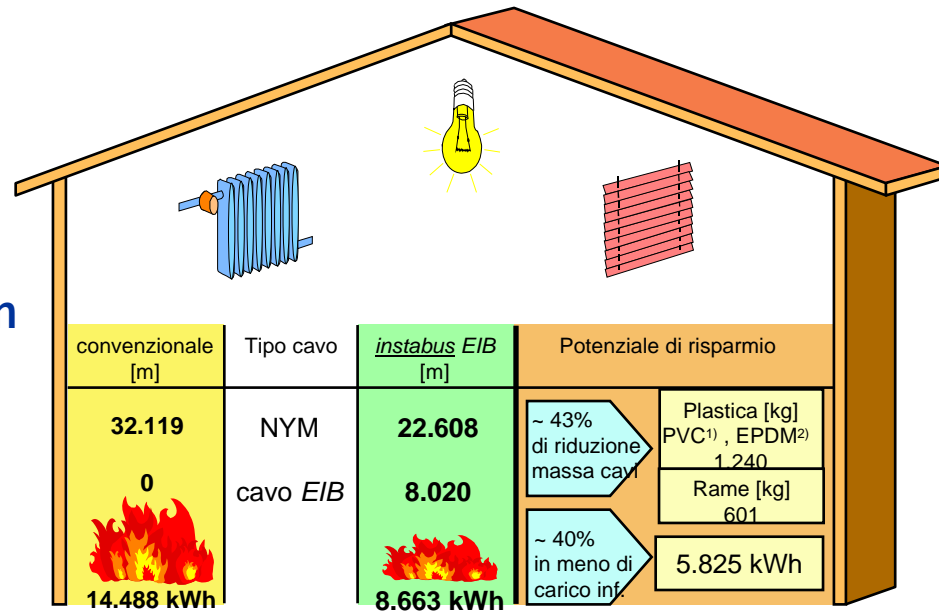 n
convenzionale
[m]
Tipo cavo
instabus EIB
[m]
Potenziale di risparmio
32.119
NYM
22.608
0
cavo EIB
8.020
14.488 kWh
8.663 kWh
~ 43%
di riduzione
massa cavi
Plastica [kg]
PVC1) , EPDM2)
1.240
Rame [kg]
601
~ 40%
in meno di
carico inf.
5.825 kWh